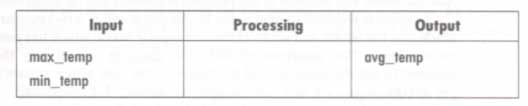 Input Processing Output
max_temp avg_temp
min_temp